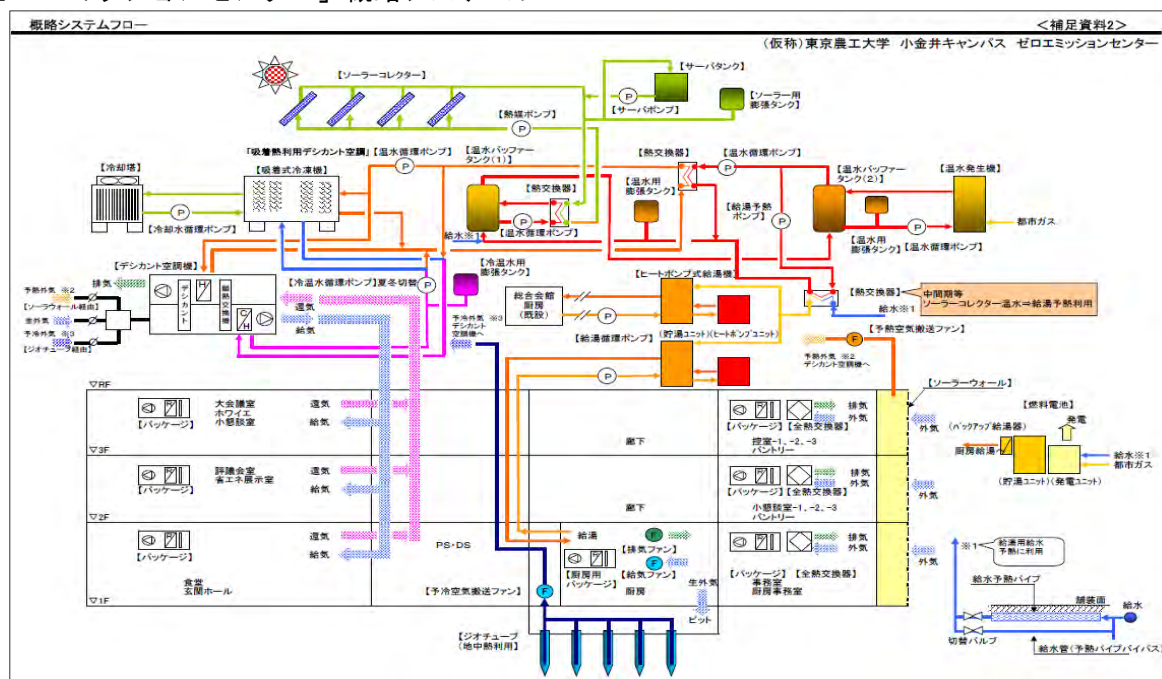 概略システムフロー
＜補足資料2＞
(仮称)東京農工大学 小金井キャンパス ゼロエミッションセンター
【ソーラーコレクター】
【サーバタンク】
【サーバポンプ】
【ソーラー用
膨張タンク】
【熱媒ポンプ】
P
P
「吸着熱利用デシカント空調」
【温水循環ポンプ】
【温水バッファー
タンク(1)】
【熱交換器】
【温水循環ポンプ】
【温水バッファー
タンク(2)】
【温水発生機】
【冷却塔】
【吸着式冷凍機】
【熱交換器】
【温水用
膨張タンク】
【給湯予熱
ポンプ】
P
P
P
P
P
P
【冷却水循環ポンプ】
給水※1
【温水循環ポンプ】
【温水用
膨張タンク】
【温水循環ポンプ】
都市ガス
【デシカント空調機】
排気
予熱外気 ※2
【ソーラウォール経由】
生外気
予冷外気 ※3
【ジオチューブ経由】
デシカント
H
顕熱交換機
C/H
【冷温水循環ポンプ】夏冬切替
P
【冷温水用
膨張タンク】
還気
給気
予冷外気 ※3
デシカント
空調機へ
【ヒートポンプ式給湯機】
総合会館
厨房
(既設)
(貯湯ユニット)(ヒートポンプユニット)
【給湯循環ポンプ】
P
P
【熱交換器】
中間期等
ソーラーコレクター温水⇒給湯予熱利用
給水※1
【予熱空気搬送ファン】
F
予熱外気 ※2
デシカント空調機へ
▽RF
【パッケージ】
大会議室
ホワイエ
小懇談室
還気
給気
廊下
【パッケージ】
【全熱交換器】
控室-1、-2、-3
パントリー
排気
外気
【ソーラーウォール】
外気
▽3F
【パッケージ】
評議会室
省エネ展示室
還気
給気
廊下
【パッケージ】
【全熱交換器】
小懇談室-1、-2、-3
パントリー
排気
外気
外気
▽2F
【パッケージ】
食堂
玄関ホール
還気
給気
PS・DS
【予冷空気搬送ファン】
F
給湯
【厨房用
パッケージ】
F
【排気ファン】
F
【給気ファン】
厨房
生外気
ピット
【パッケージ】
【全熱交換器】
事務室
厨房事務室
排気
外気
外気
▽1F
【ジオチューブ】
(地中熱利用)
【燃料電池】
発電
(バックアップ給湯器)
厨房給湯へ
給水※1
都市ガス
(貯湯ユニット)(発電ユニット)
※1
給湯用給水
予熱に利用
給水予熱パイプ
舗装面
給水
切替バルブ
給水管(予熱パイプバイパス)